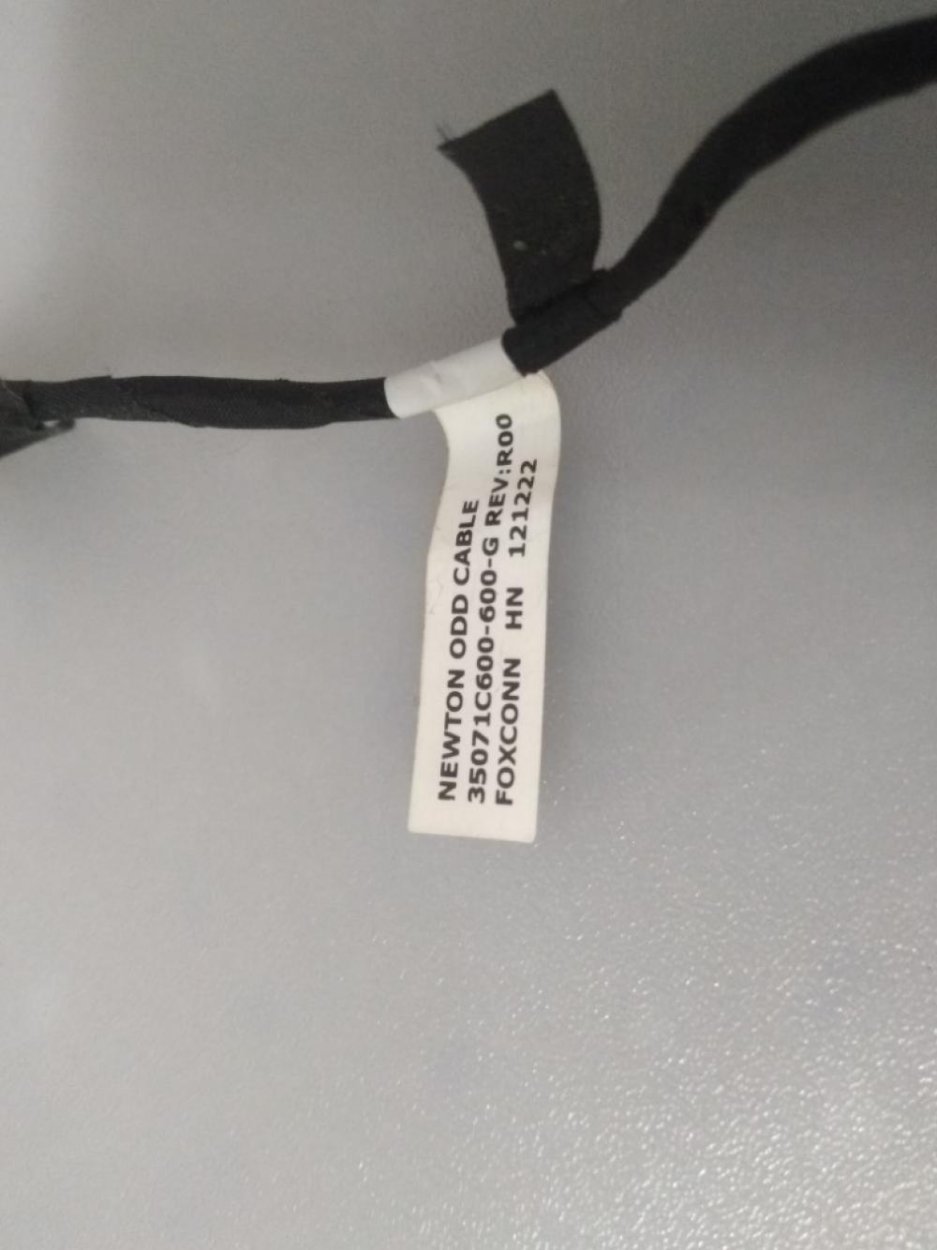 NEWTON ODD CABLE
35071C600-600-G REV:R00
FOXCONN HN 121222